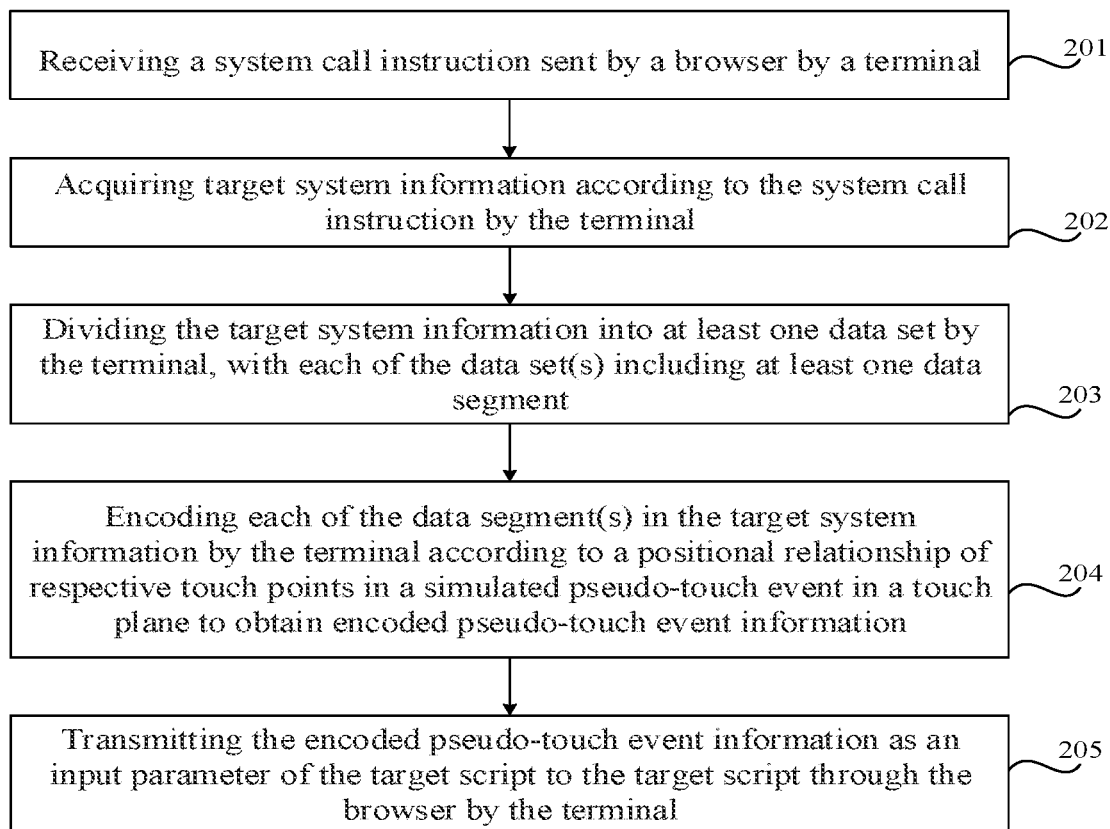 Receiving a system call instruction sent by a browser by a terminal
201
Acquiring target system information according to the system call
instruction by the terminal
202
Dividing the target system information into at least one data set by
the terminal, with each of the data set(s) including at least one data
segment
203
Encoding each of the data segment(s) in the target system
information by the terminal according to a positional relationship of
respective touch points in a simulated pseudo-touch event in a touch
plane to obtain encoded pseudo-touch event information
204
Transmitting the encoded pseudo-touch event information as an
input parameter of the target script to the target script through the
browser by the terminal
205